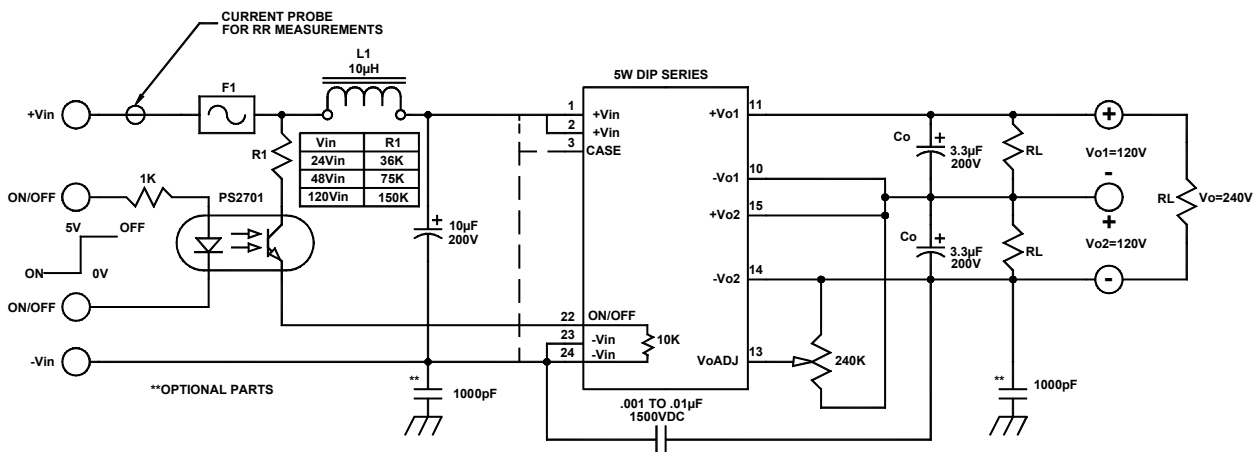 CURRENT PROBE
FOR RR MEASUREMENTS
L1
10µH
5W DIP SERIES
F1
+Vin
1
+Vin
2
+Vin
3
CASE
11
+Vo1
Co
+
3.3µF
200V
RL
+
Vo1=120V
-
R1
Vin R1
24Vin 36K
48Vin 75K
120Vin 150K
ON/OFF
1K
PS2701
10
-Vo1
15
+Vo2
RL
Vo=240V
+
Vo2=120V
5V
OFF
ON
0V
+
10µF
200V
Co
+
3.3µF
200V
RL
14
-Vo2
-
ON/OFF
22
ON/OFF
23
-Vin
24
-Vin
10K
13
VoADJ
240K
-Vin
**OPTIONAL PARTS
**
1000pF
.001 TO .01µF
1500VDC
**
1000pF